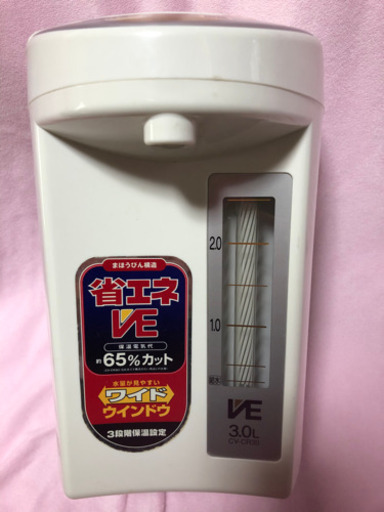 まほうびん構造
省エネ
VE
保温電気代
約65%カット
水量が見やすい
ワイド
ウインドウ
3段階保温設定
2.0
1.0
給水
VE
3.0L